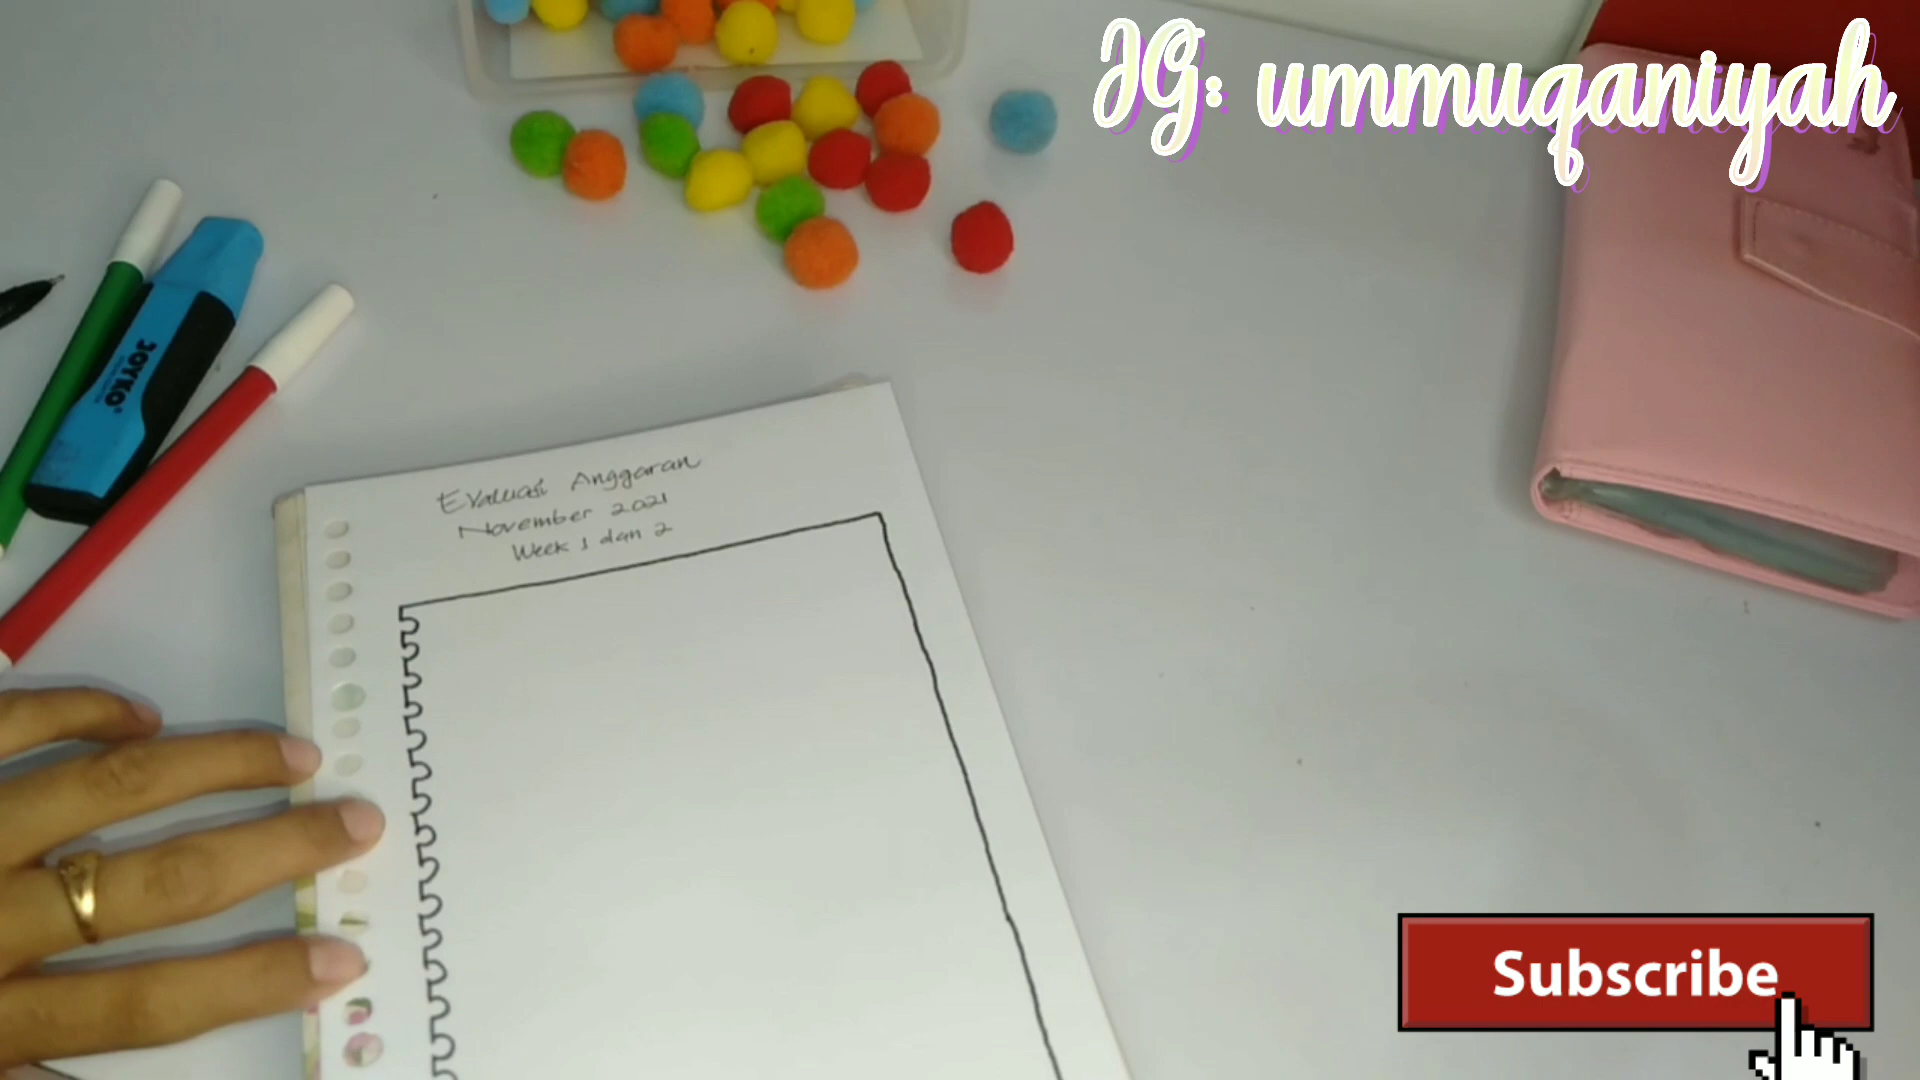 IG: ummuqaniyah
JOYKO
Evaluasi Anggaran
November 2021
Week 1 dan 2
Subscribe